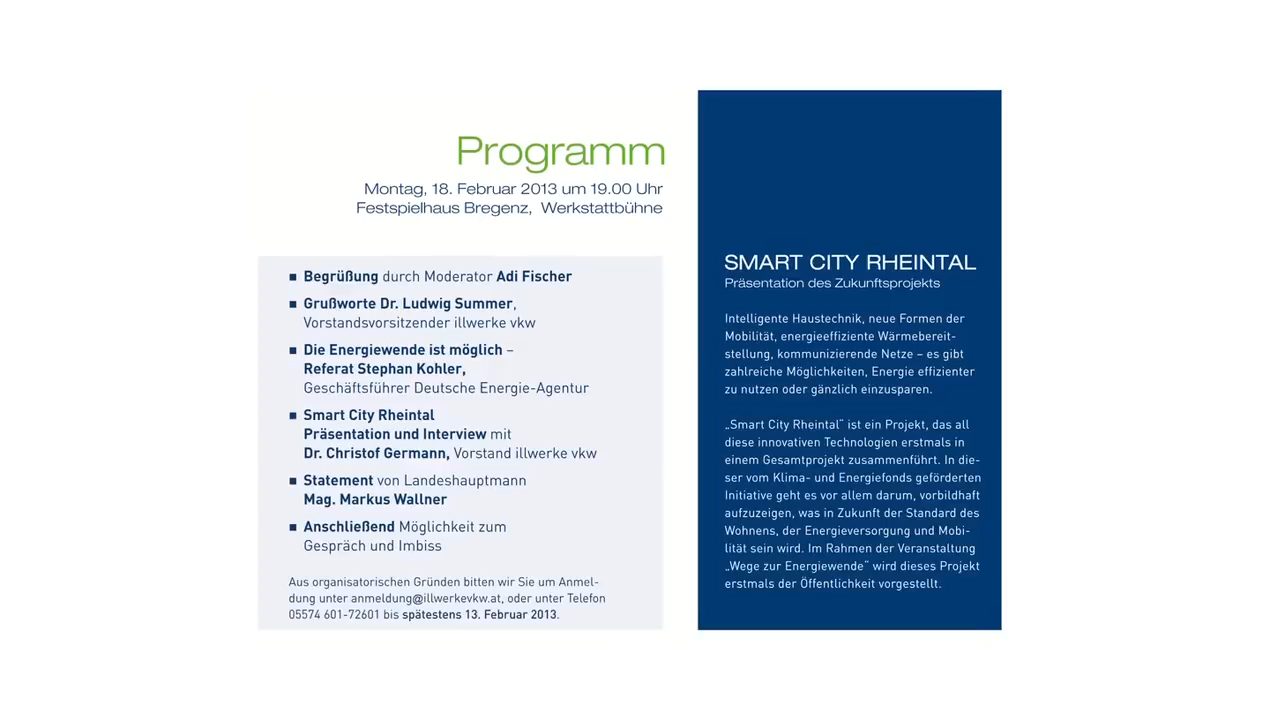 Programm
Montag, 18. Februar 2013 um 19.00 Uhr
Festspielhaus Bregenz, Werkstattbühne
■ Begrüßung durch Moderator Adi Fischer
■ Grußworte Dr. Ludwig Summer,
Vorstandsvorsitzender illwerke vkw
■ Die Energiewende ist möglich –
Referat Stephan Kohler,
Geschäftsführer Deutsche Energie-Agentur
■ Smart City Rheintal
Präsentation und Interview mit
Dr. Christof Germann, Vorstand illwerke vkw
■ Statement von Landeshauptmann
Mag. Markus Wallner
■ Anschließend Möglichkeit zum
Gespräch und Imbiss
Aus organisatorischen Gründen bitten wir Sie um Anmel-
dung unter anmeldung@illwerkevkw.at, oder unter Telefon
05574 601-72601 bis spätestens 13. Februar 2013.
SMART CITY RHEINTAL
Präsentation des Zukunftsprojekts
Intelligente Haustechnik, neue Formen der
Mobilität, energieeffiziente Wärmebereit-
stellung, kommunizierende Netze – es gibt
zahlreiche Möglichkeiten, Energie effizienter
zu nutzen oder gänzlich einzusparen.
„Smart City Rheintal“ ist ein Projekt, das all
diese innovativen Technologien erstmals in
einem Gesamtprojekt zusammenführt. In die-
ser vom Klima- und Energiefonds geförderten
Initiative geht es vor allem darum, vorbildhaft
aufzuzeigen, was in Zukunft der Standard des
Wohnens, der Energieversorgung und Mobi-
lität sein wird. Im Rahmen der Veranstaltung
„Wege zur Energiewende“ wird dieses Projekt
erstmals der Öffentlichkeit vorgestellt.